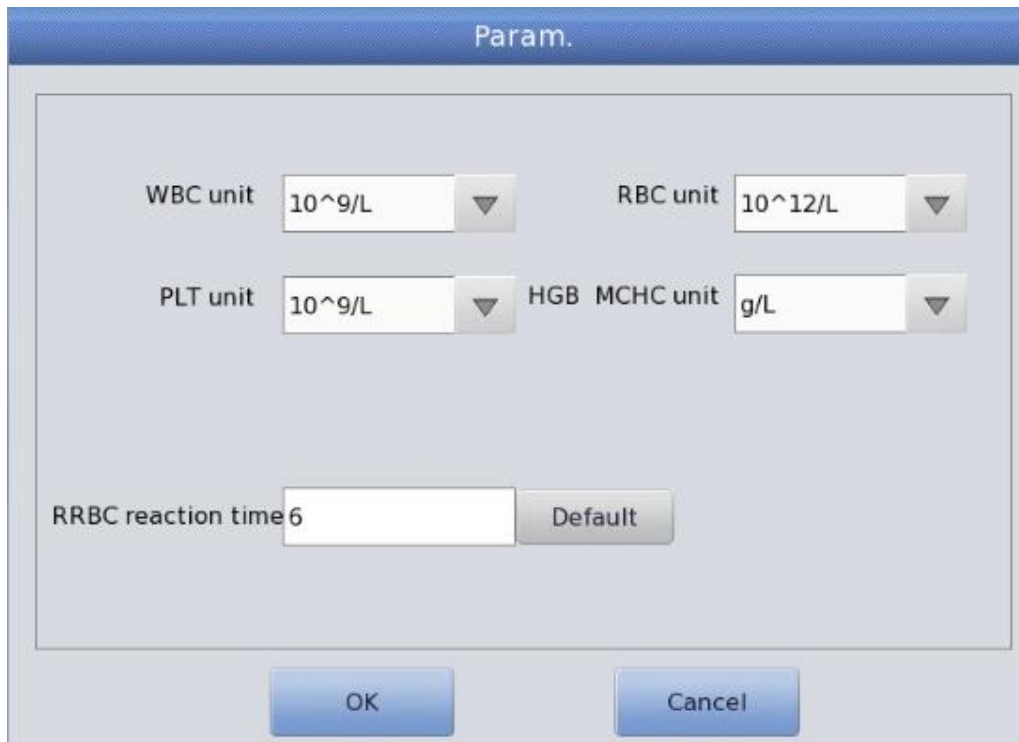 Param.
WBC unit 10^9/L RBC unit 10^12/L
PLT unit 10^9/L HGB MCHC unit g/L
RRBC reaction time 6 Default
OK Cancel